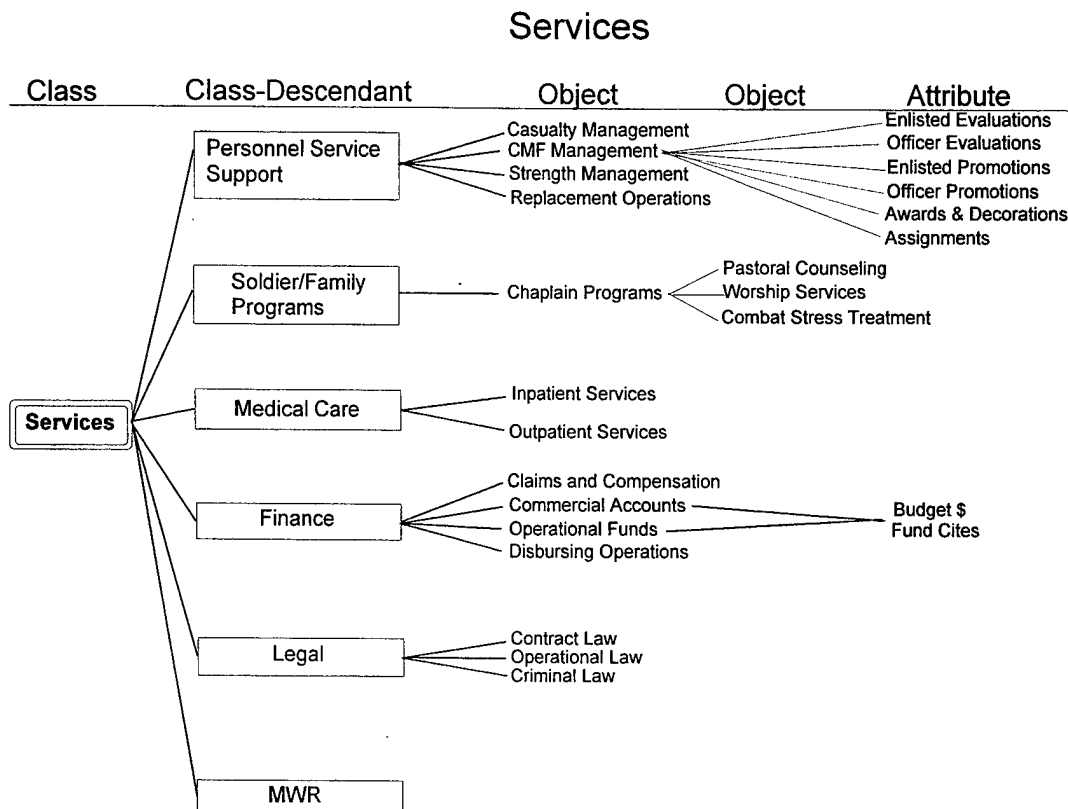 Services
Class Class-Descendant Object Object Attribute
Personnel Service
Support
Casualty Management
CMF Management
Strength Management
Replacement Operations
Enlisted Evaluations
Officer Evaluations
Enlisted Promotions
Officer Promotions
Awards & Decorations
Assignments
Soldier/Family
Programs
Chaplain Programs
Pastoral Counseling
Worship Services
Combat Stress Treatment
Services
Medical Care
Inpatient Services
Outpatient Services
Finance
Claims and Compensation
Commercial Accounts
Operational Funds
Disbursing Operations
Budget $
Fund Cites
Legal
Contract Law
Operational Law
Criminal Law
MWR